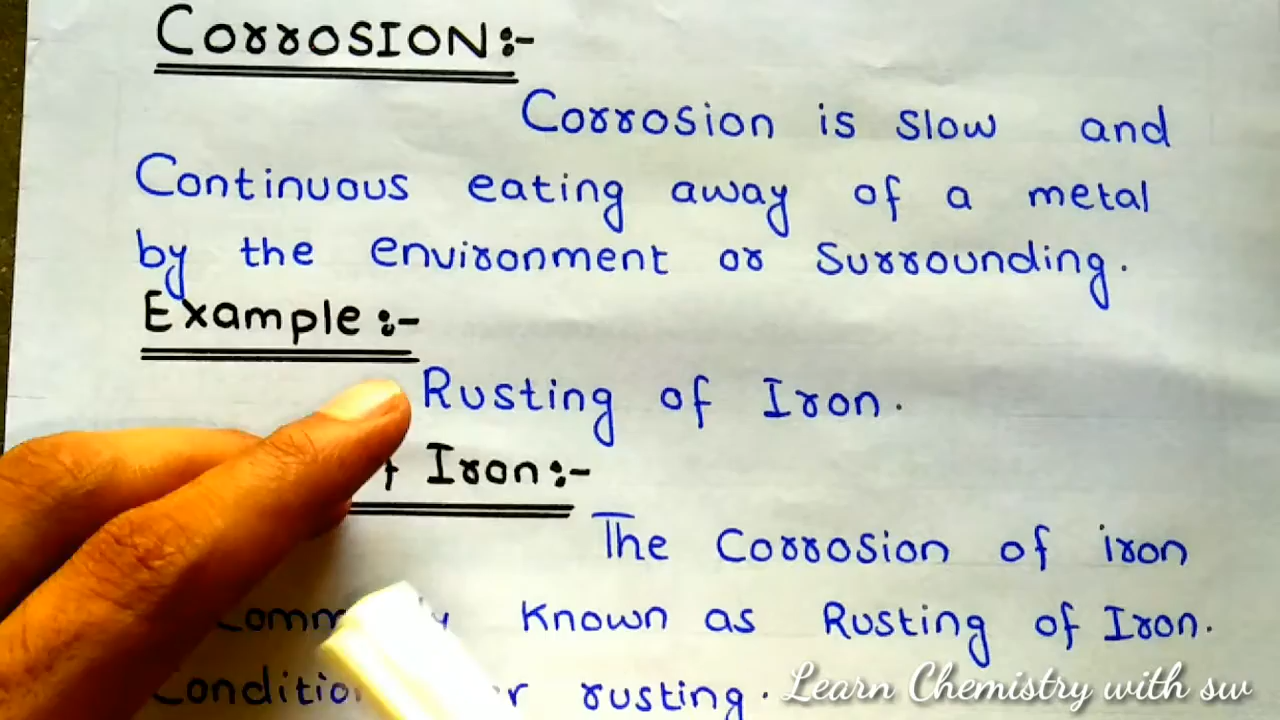 Corrosion:-
Corrosion is slow and
Continuous eating away of a metal
by the environment or Surrounding.
Example:-
Rusting of Iron.
Iron:-
The Corrosion of iron
Known as Rusting of Iron.
rusting.
Learn Chemistry with sw